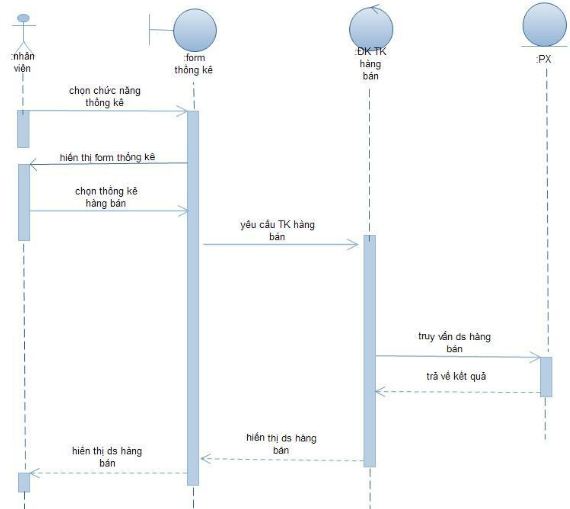 :nhân
viên
:form
thống kê
:ĐK TK
hàng
bán
:PX
chọn chức năng
thống kê
hiển thị form thống kê
chọn thống kê
hàng bán
yêu cầu TK hàng
bán
truy vấn ds hàng
bán
trả về kết quả
hiển thị ds hàng
bán
hiển thị ds hàng
bán